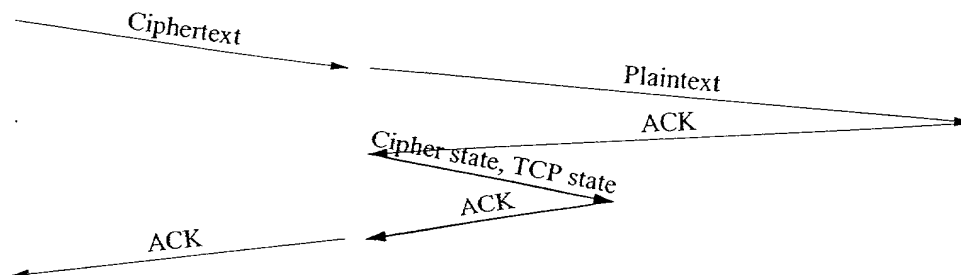 Ciphertext
Plaintext
ACK
Cipher state, TCP state
ACK
ACK